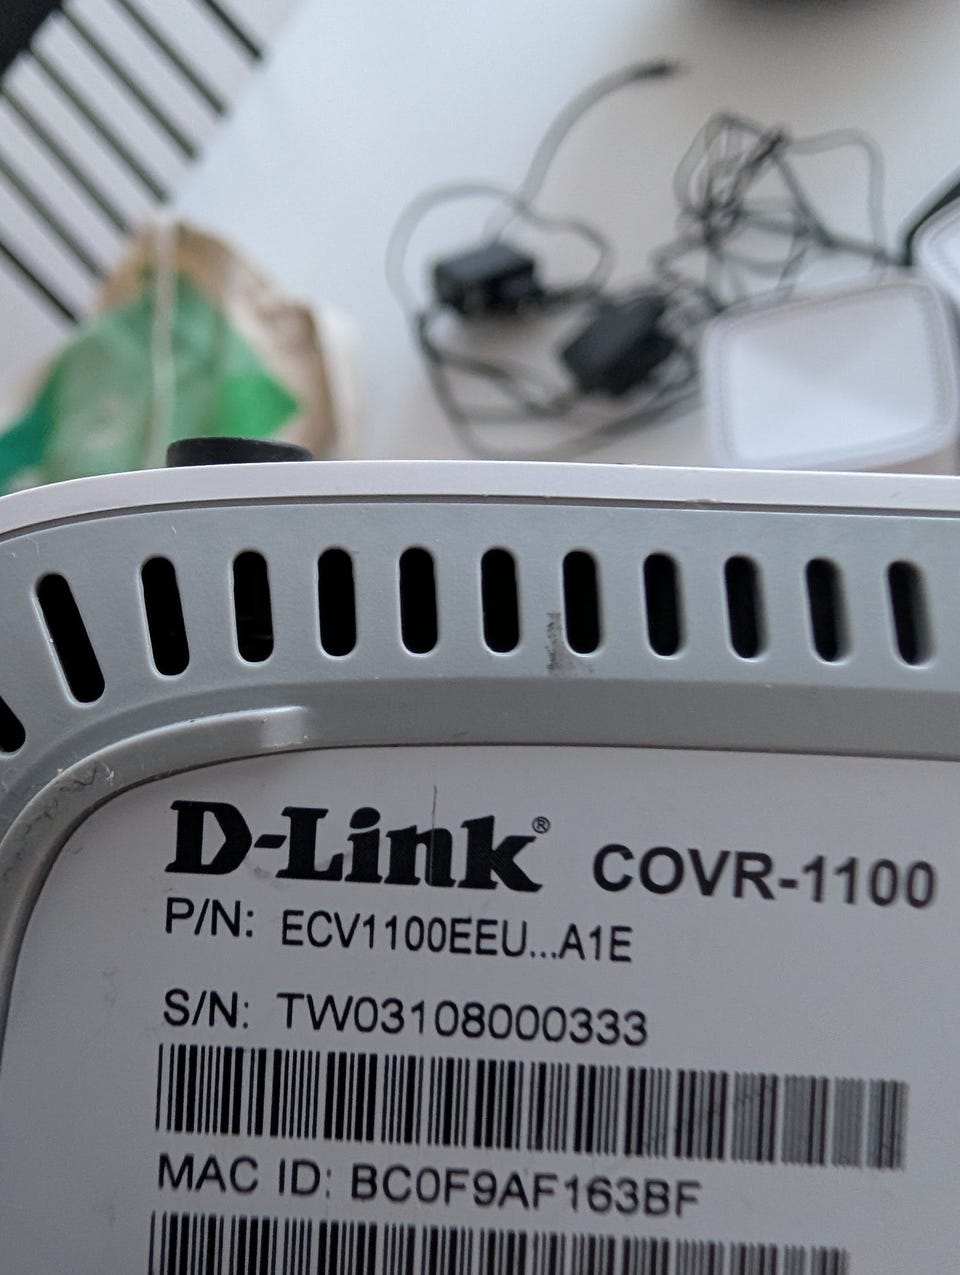 D-Link® COVR-1100
P/N: ECV1100EEU...A1E
S/N: TW03108000333
MAC ID: BC0F9AF163BF